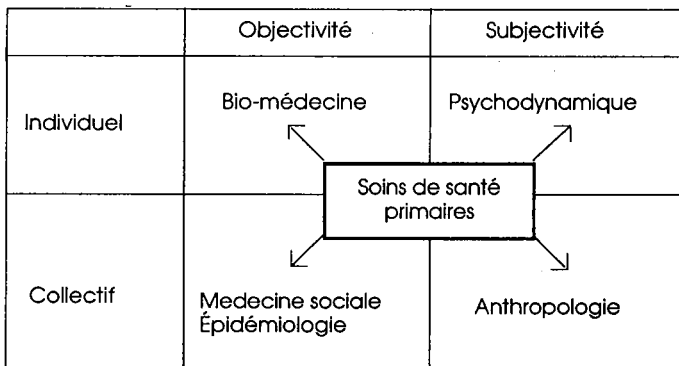 Objectivité
Subjectivité
Individuel
Bio-médecine
Psychodynamique
Soins de santé
primaires
Collectif
Medecine sociale
Épidémiologie
Anthropologie